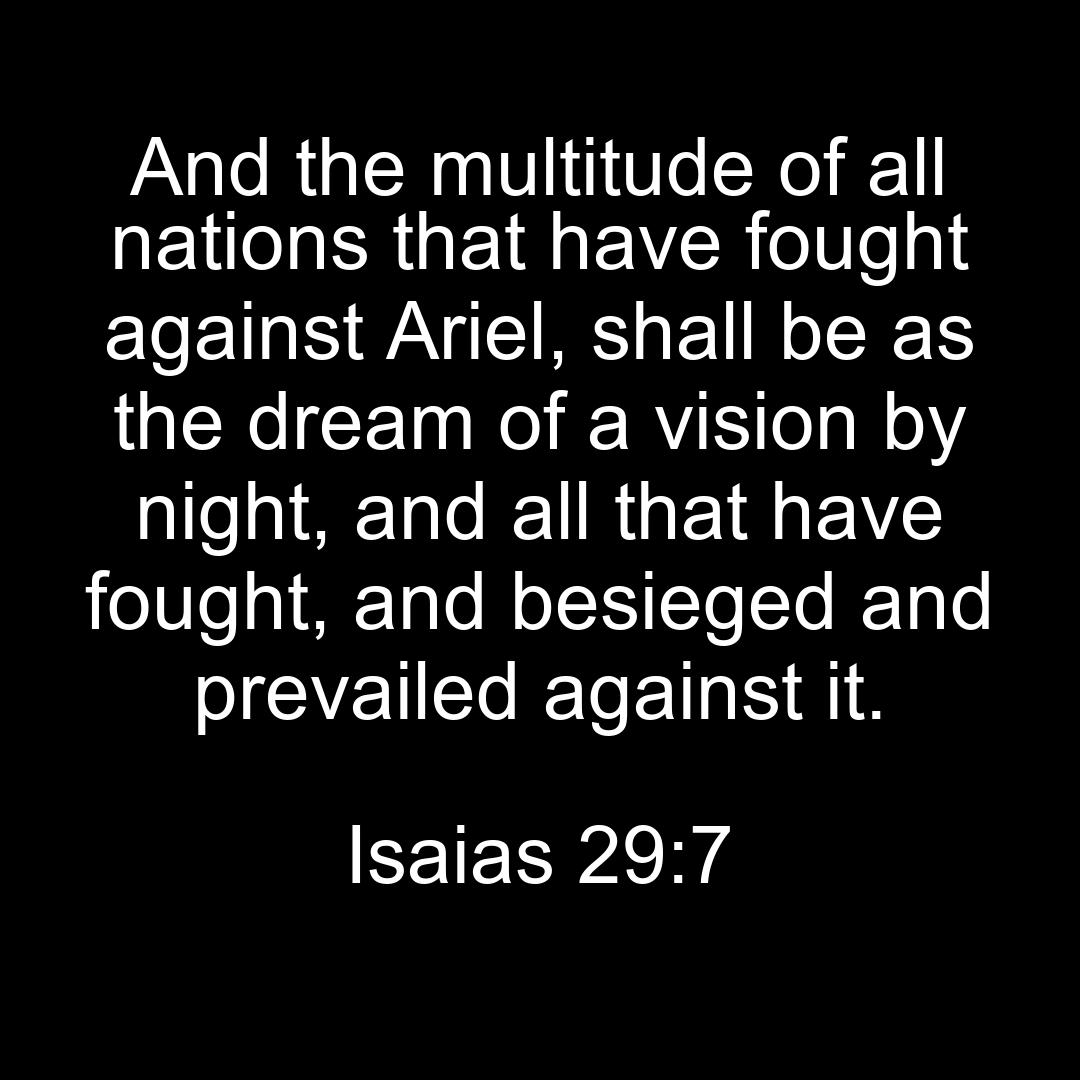 And the multitude of all
nations that have fought
against Ariel, shall be as
the dream of a vision by
night, and all that have
fought, and besieged and
prevailed against it.
Isaias 29:7